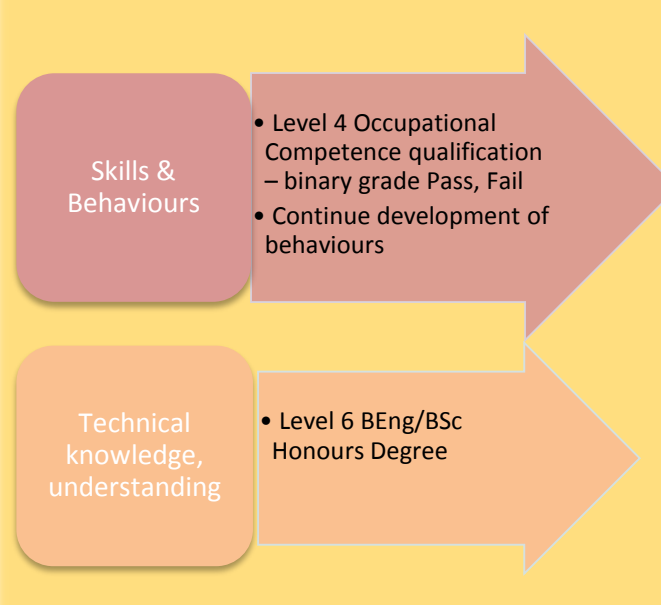 Skills &
Behaviours
• Level 4 Occupational
Competence qualification
– binary grade Pass, Fail
• Continue development of
behaviours
Technical
knowledge,
understanding
• Level 6 BEng/BSc
Honours Degree